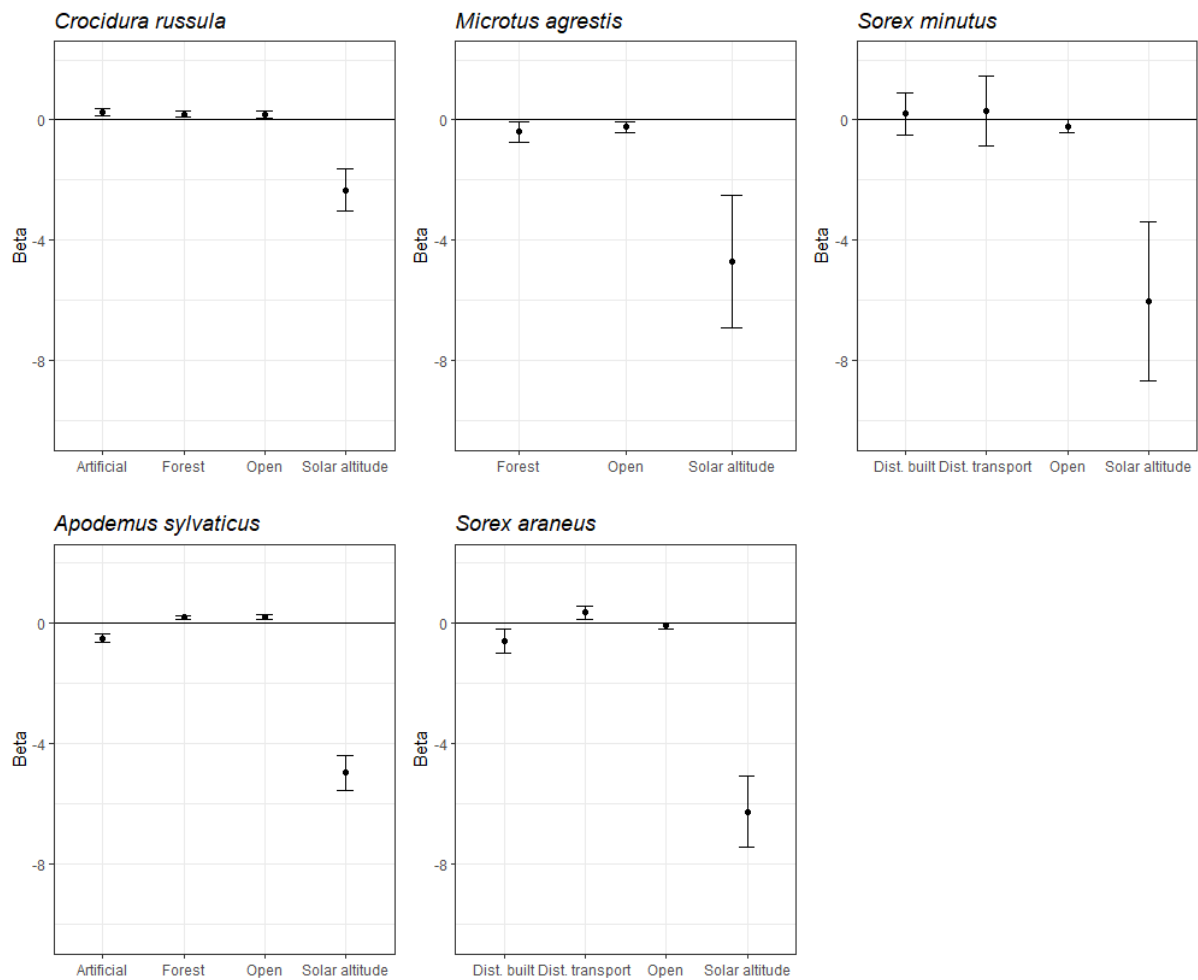 Crocidura russula
Microtus agrestis
Sorex minutus
Beta
0
-4
-8
Artificial Forest Open Solar altitude
Beta
0
-4
-8
Forest Open Solar altitude
Beta
0
-4
-8
Dist. built Dist. transport Open Solar altitude
Apodemus sylvaticus
Sorex araneus
Beta
0
-4
-8
Artificial Forest Open Solar altitude
Beta
0
-4
-8
Dist. built Dist. transport Open Solar altitude